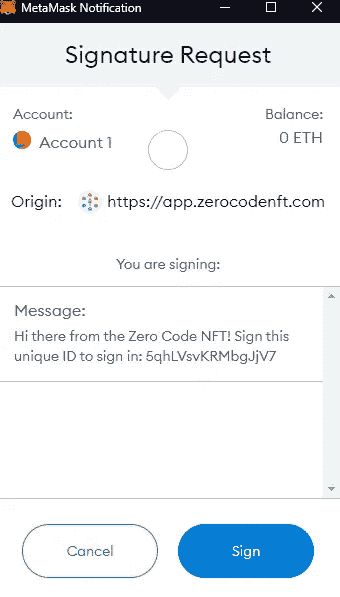 MetaMask Notification
Signature Request
Account:
Balance:
Account 1
0 ETH
Origin:
https://app.zerocodenft.com
You are signing:
Message:
Hi there from the Zero Code NFT! Sign this
unique ID to sign in: 5qhLVsvKRMbgJjV7
Cancel
Sign